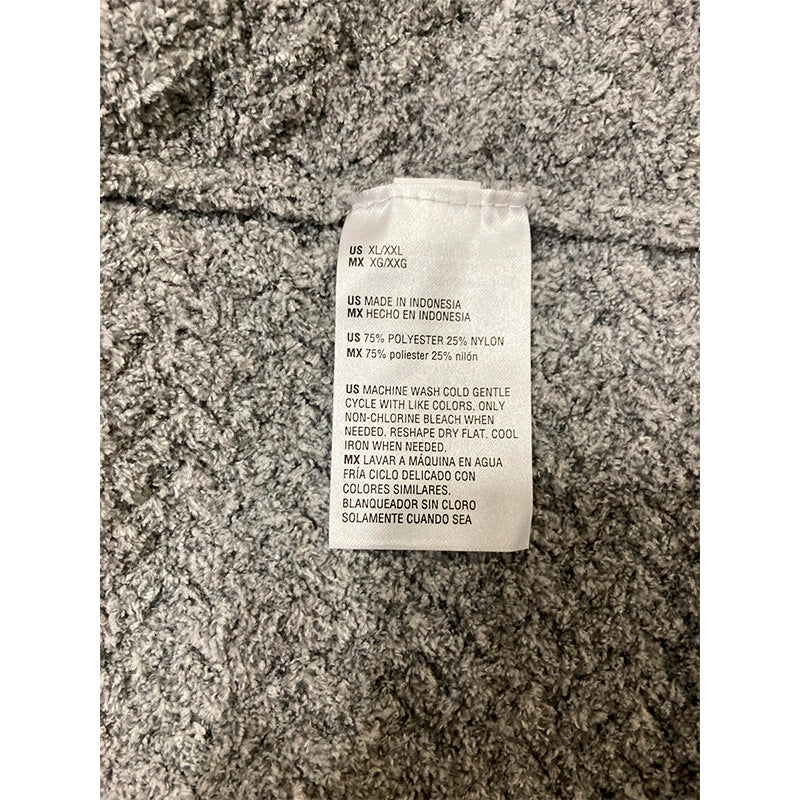 US XL/XXL
MX XG/XXG
US MADE IN INDONESIA
MX HECHO EN INDONESIA
US 75% POLYESTER 25% NYLON
MX 75% poliester 25% nilón
US MACHINE WASH COLD GENTLE
CYCLE WITH LIKE COLORS. ONLY
NON-CHLORINE BLEACH WHEN
NEEDED. RESHAPE DRY FLAT. COOL
IRON WHEN NEEDED.
MX LAVAR A MÁQUINA EN AGUA
FRÍA CICLO DELICADO CON
COLORES SIMILARES.
BLANQUEADOR SIN CLORO
SOLAMENTE CUANDO SEA